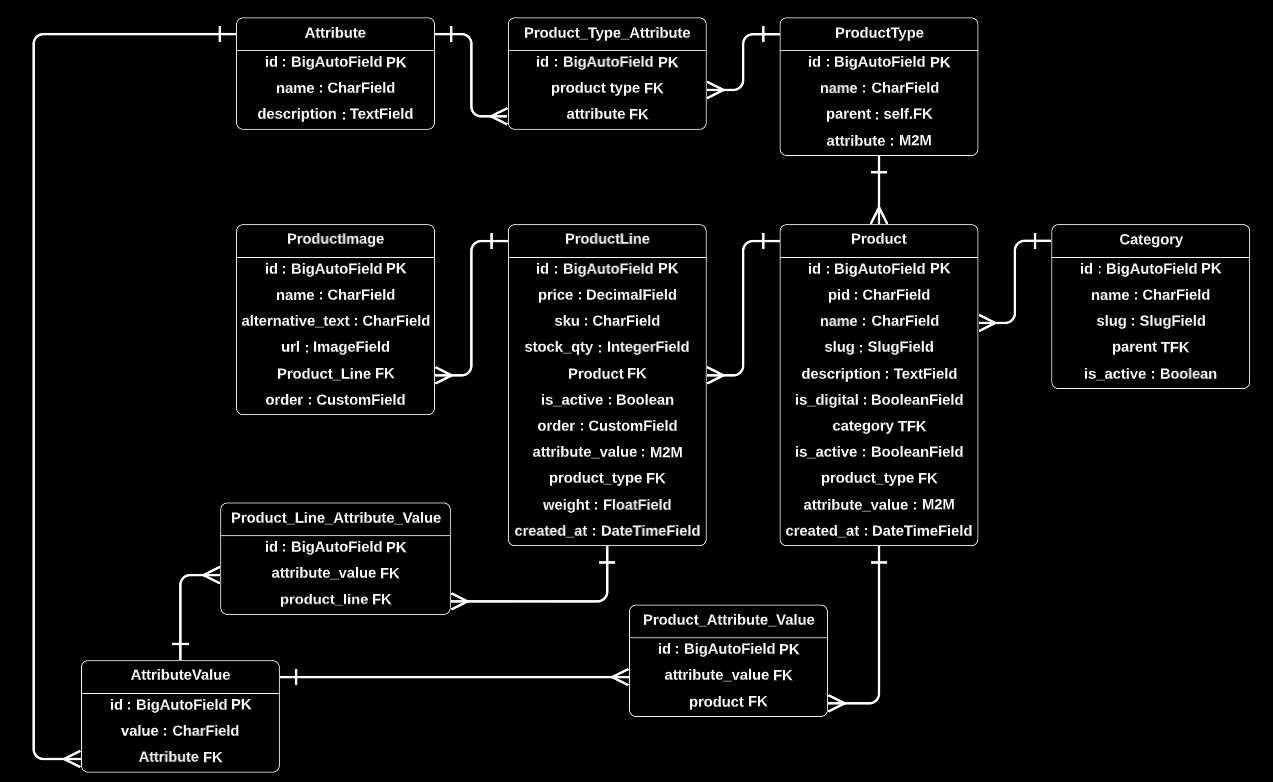 Attribute
id : BigAutoField PK
name : CharField
description : TextField
Product_Type_Attribute
id : BigAutoField PK
product type FK
attribute FK
ProductType
id : BigAutoField PK
name : CharField
parent : self.FK
attribute : M2M
ProductImage
id : BigAutoField PK
name : CharField
alternative_text : CharField
url : ImageField
Product_Line FK
order : CustomField
ProductLine
id : BigAutoField PK
price : DecimalField
sku : CharField
stock_qty : IntegerField
Product FK
is_active : Boolean
order : CustomField
attribute_value : M2M
product_type FK
weight : FloatField
created_at : DateTimeField
Product
id : BigAutoField PK
pid : CharField
name : CharField
slug : SlugField
description : TextField
is_digital : BooleanField
category TFK
is_active : BooleanField
product_type FK
attribute_value : M2M
created_at : DateTimeField
Category
id : BigAutoField PK
name : CharField
slug : SlugField
parent TFK
is_active : Boolean
Product_Line_Attribute_Value
id : BigAutoField PK
attribute_value FK
product_line FK
Product_Attribute_Value
id : BigAutoField PK
attribute_value FK
product FK
AttributeValue
id : BigAutoField PK
value : CharField
Attribute FK